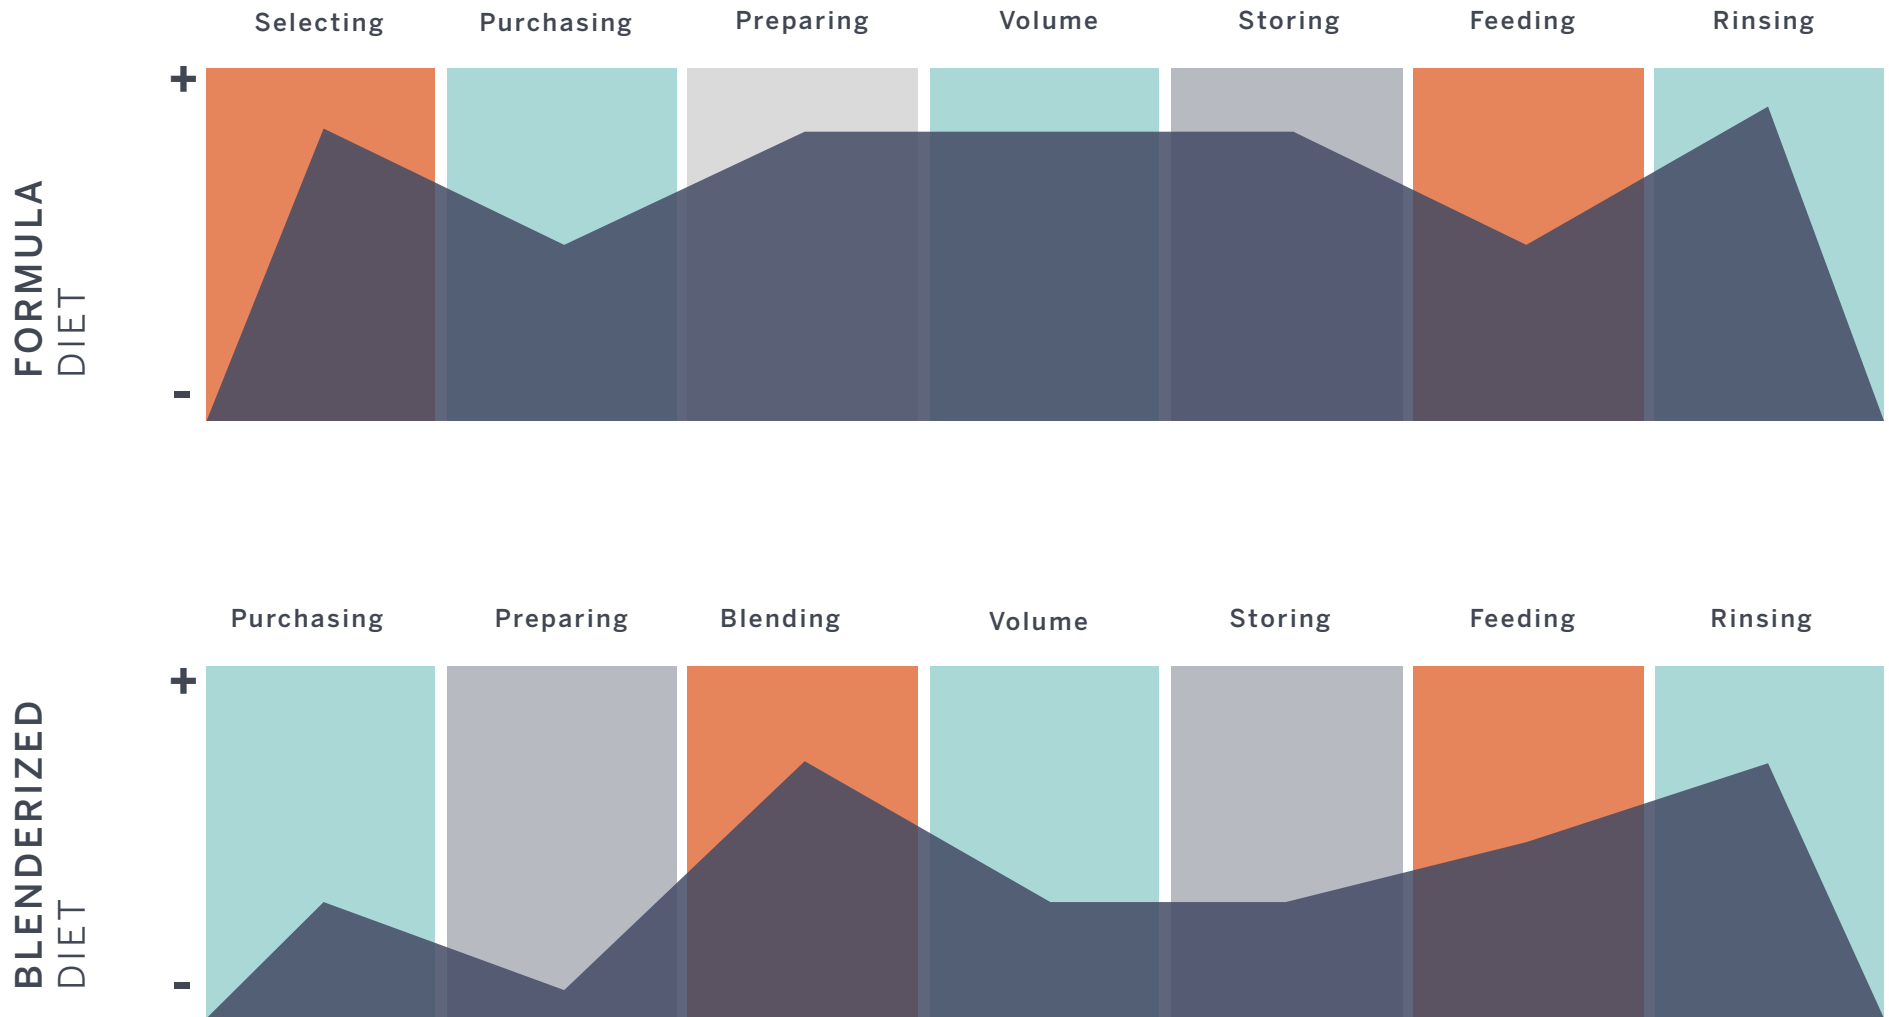 Selecting Purchasing Preparing Volume Storing Feeding Rinsing
+
FORMULA
DIET
-
Purchasing Preparing Blending Volume Storing Feeding Rinsing
+
BLENDERIZED
DIET
-